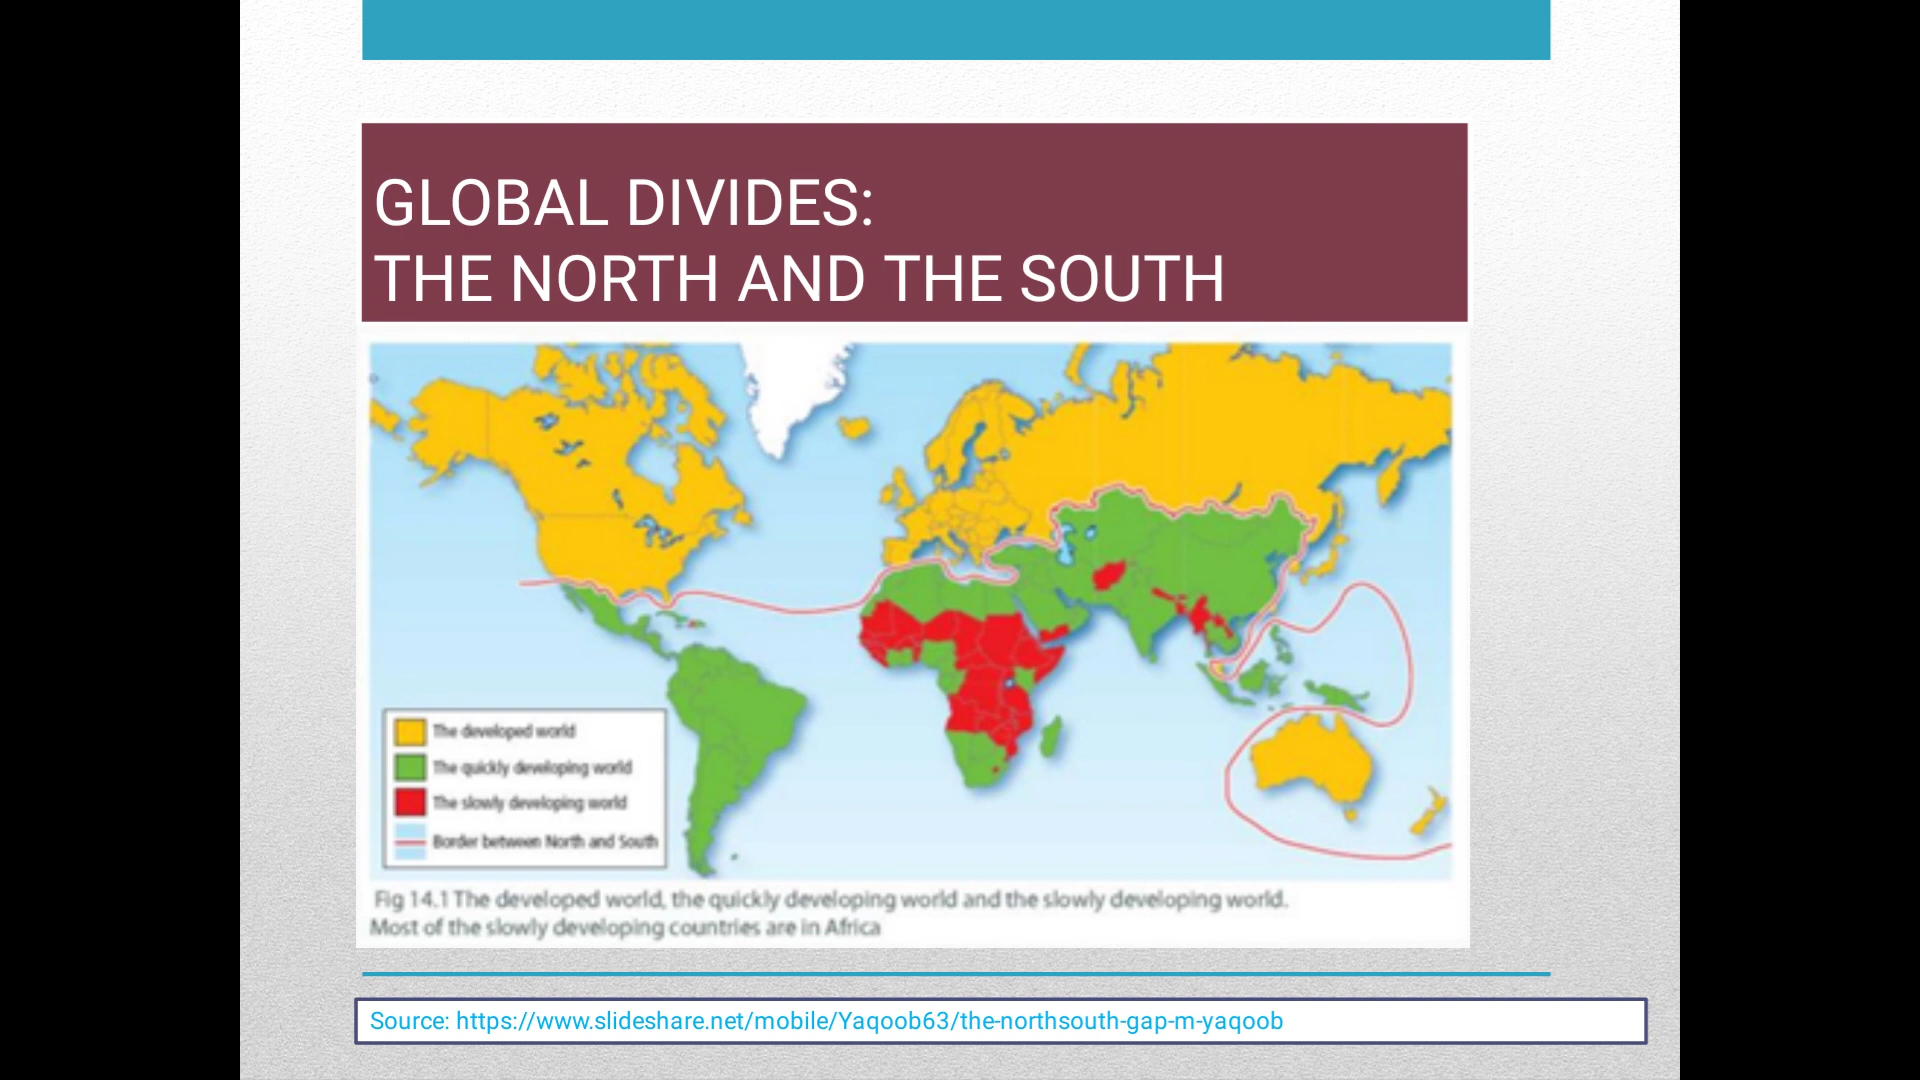 GLOBAL DIVIDES:
THE NORTH AND THE SOUTH
The developed world
The quickly developing world
The slowly developing world
Border between North and South
Fig 14.1 The developed world, the quickly developing world and the slowly developing world.
Most of the slowly developing countries are in Africa
Source: https://www.slideshare.net/mobile/Yaqoob63/the-northsouth-gap-m-yaqoob